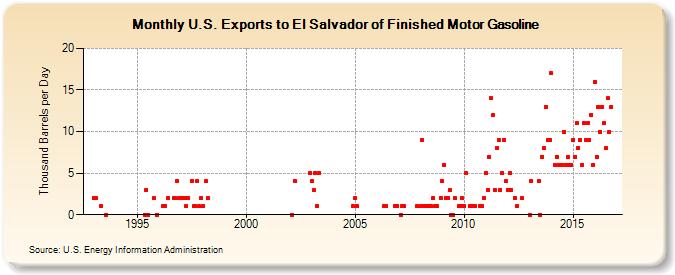 Monthly U.S. Exports to El Salvador of Finished Motor Gasoline
Thousand Barrels per Day
20
15
10
5
0
1995 2000 2005 2010 2015
Source: U.S. Energy Information Administration